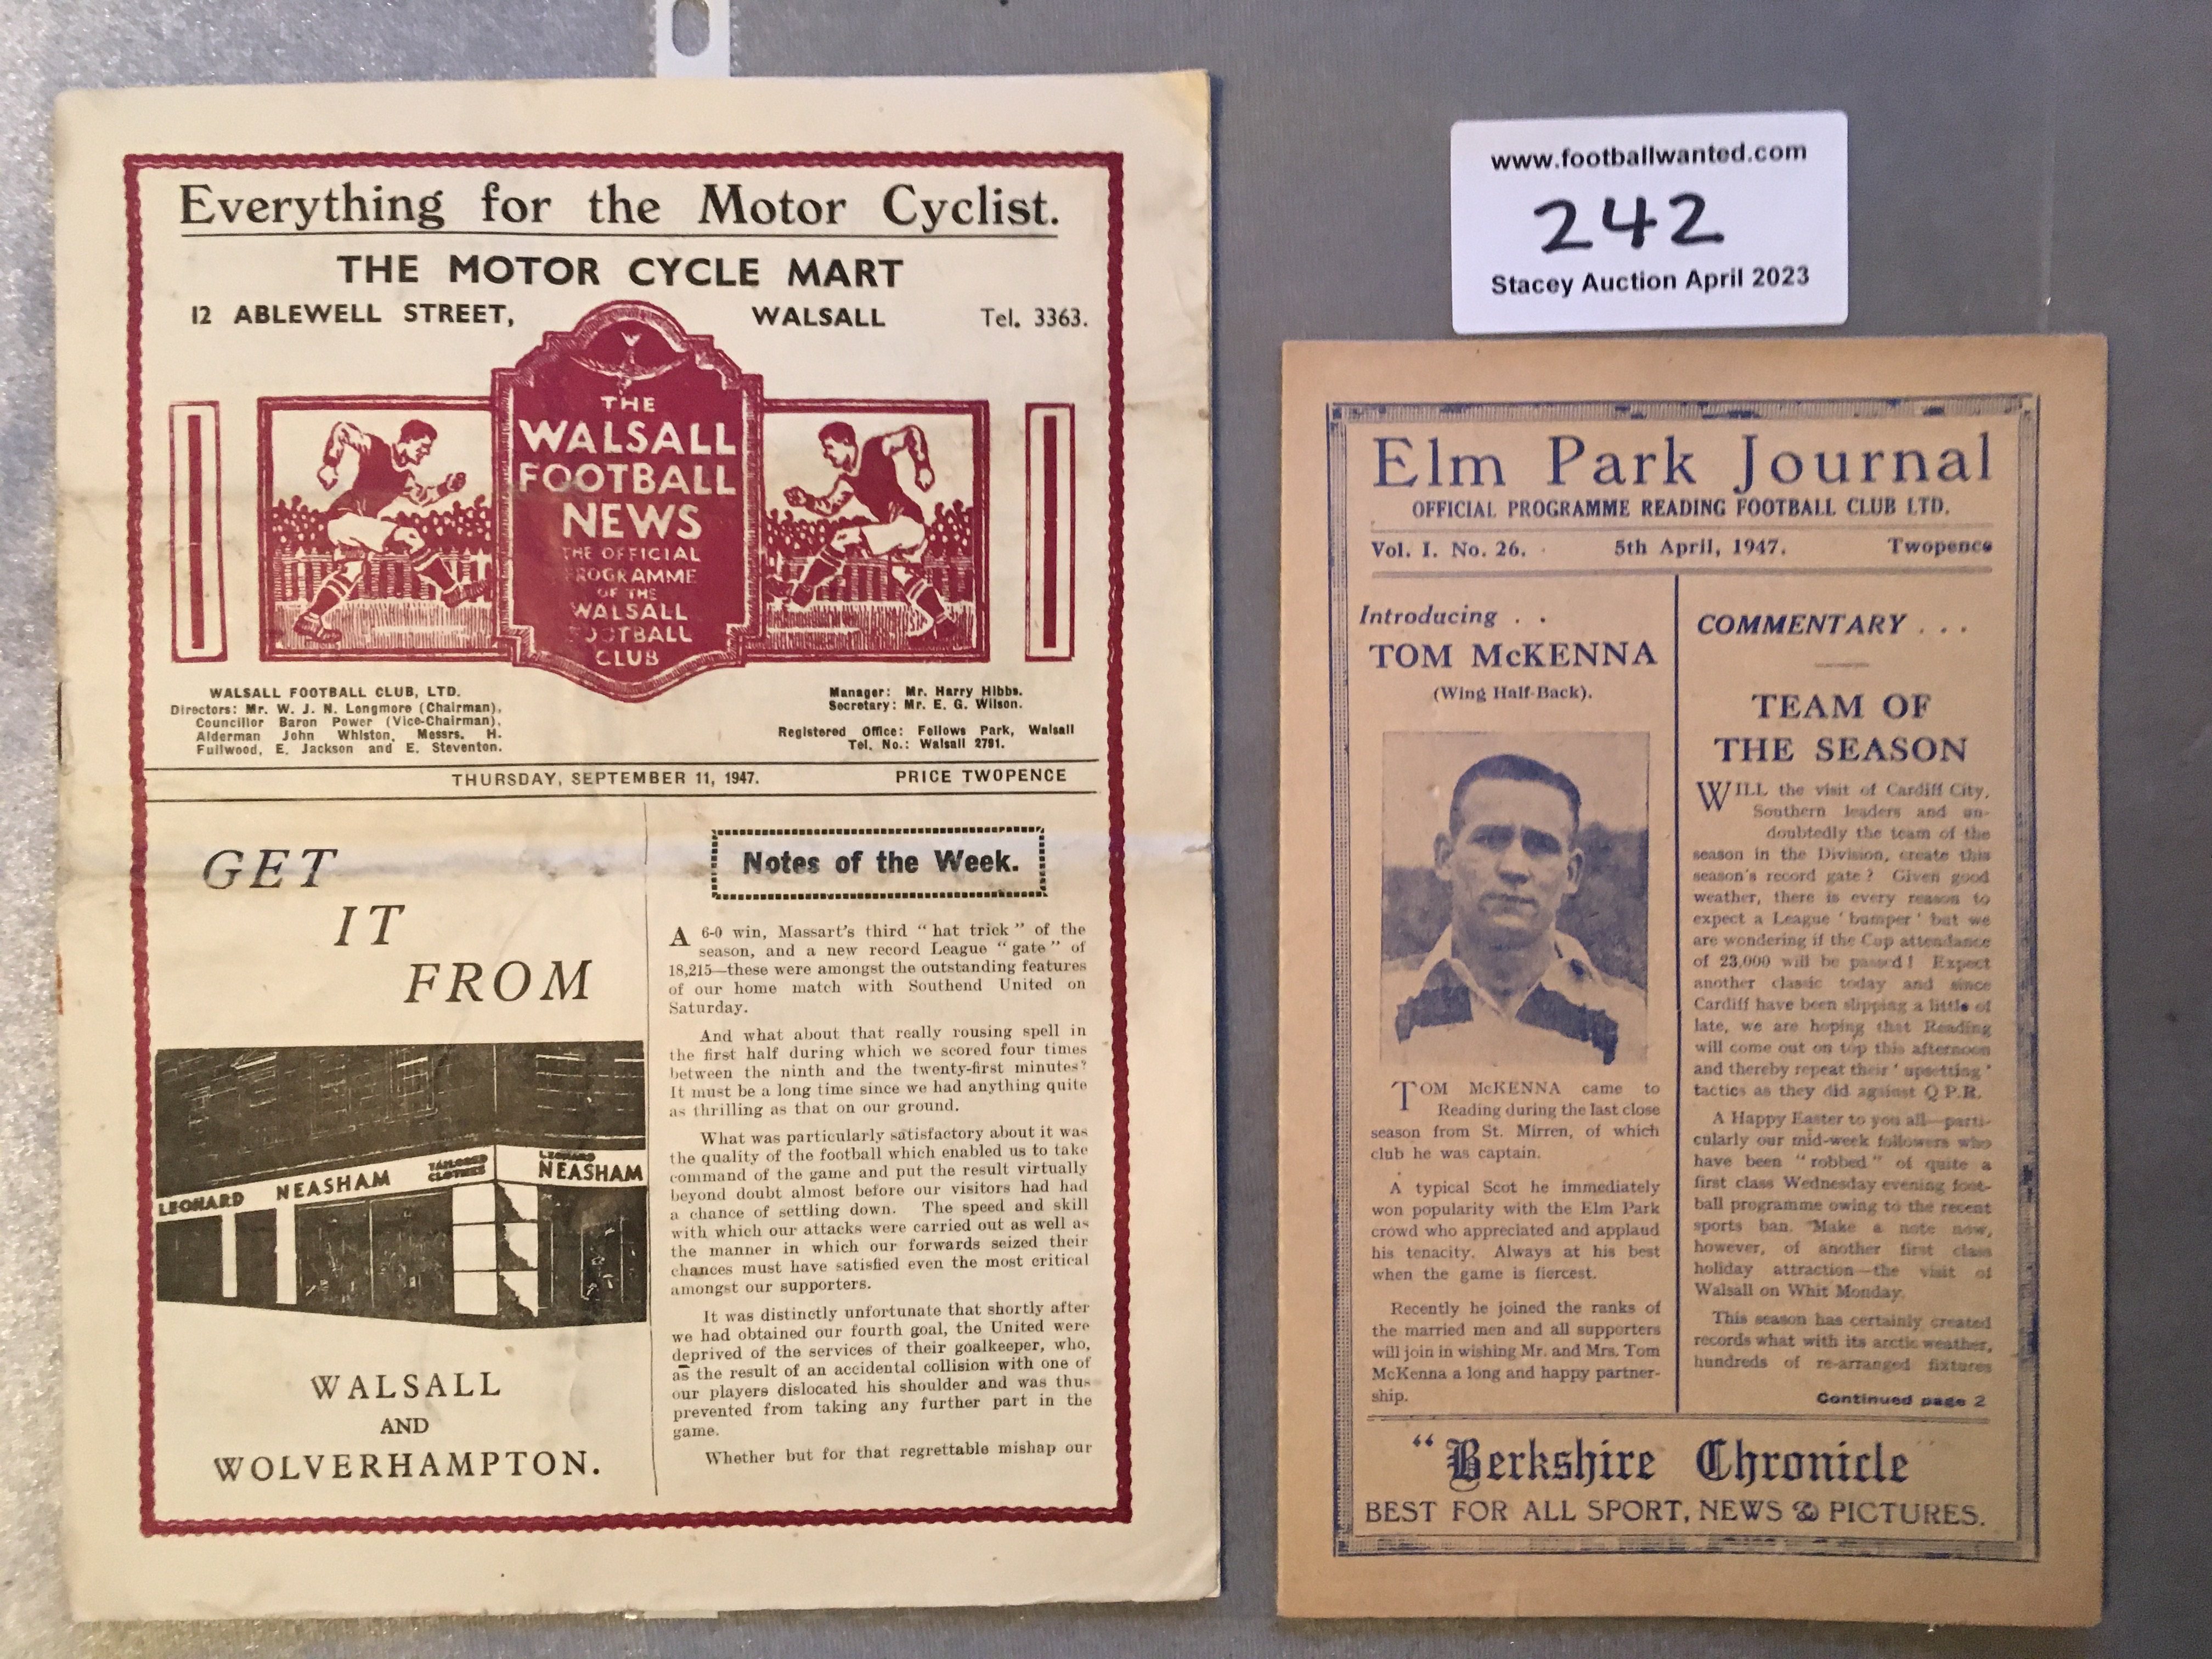 Everything for the Motor Cyclist.
THE MOTOR CYCLE MART
12 ABLEWELL STREET, WALSALL Tel. 3363.
THE
WALSALL
FOOTBALL
NEWS
THE OFFICIAL
PROGRAMME
OF THE
WALSALL
FOOTBALL
CLUB
WALSALL FOOTBALL CLUB, LTD.
Directors: Mr. W. J. N. Longmore (Chairman),
Councillor Baron Power (Vice-Chairman),
Alderman John Whiston, Messrs. H.
Fullwood, E. Jackson and E. Steventon.
Manager: Mr. Harry Hibbs.
Secretary: Mr. E. G. Wilson.
Registered Office: Fellows Park, Walsall
Tel. No.: Walsall 2791.
THURSDAY, SEPTEMBER 11, 1947. PRICE TWOPENCE
GET
IT
FROM
LEONARD NEASHAM TAILORED
CLOTHES
LEONARD
NEASHAM
WALSALL
AND
WOLVERHAMPTON.
Notes of the Week.
A 6-0 win, Massart's third " hat trick " of the
season, and a new record League " gate " of
18,215—these were amongst the outstanding features
of our home match with Southend United on
Saturday.
And what about that really rousing spell in
the first half during which we scored four times
between the ninth and the twenty-first minutes?
It must be a long time since we had anything quite
as thrilling as that on our ground.
What was particularly satisfactory about it was
the quality of the football which enabled us to take
command of the game and put the result virtually
beyond doubt almost before our visitors had had
a chance of settling down. The speed and skill
with which our attacks were carried out as well as
the manner in which our forwards seized their
chances must have satisfied even the most critical
amongst our supporters.
It was distinctly unfortunate that shortly after
we had obtained our fourth goal, the United were
deprived of the services of their goalkeeper, who,
as the result of an accidental collision with one of
our players dislocated his shoulder and was thus
prevented from taking any further part in the
game.
Whether but for that regrettable mishap our
www.footballwanted.com
242
Stacey Auction April 2023
Elm Park Journal
OFFICIAL PROGRAMME READING FOOTBALL CLUB LTD.
Vol. I. No. 26. 5th April, 1947. Twopence
Introducing . .
TOM McKENNA
(Wing Half-Back).
TOM McKENNA came to
Reading during the last close
season from St. Mirren, of which
club he was captain.
A typical Scot he immediately
won popularity with the Elm Park
crowd who appreciated and applaud
his tenacity. Always at his best
when the game is fiercest.
Recently he joined the ranks of
the married men and all supporters
will join in wishing Mr. and Mrs. Tom
McKenna a long and happy partner-
ship.
COMMENTARY . . .
TEAM OF
THE SEASON
WILL the visit of Cardiff City,
Southern leaders and un-
doubtedly the team of the
season in the Division, create this
season's record gate ? Given good
weather, there is every reason to
expect a League ' bumper ' but we
are wondering if the Cup attendance
of 23,000 will be passed ! Expect
another classic today and since
Cardiff have been slipping a little of
late, we are hoping that Reading
will come out on top this afternoon
and thereby repeat their ' upsetting '
tactics as they did against Q.P.R.
A Happy Easter to you all—parti-
cularly our mid-week followers who
have been " robbed " of quite a
first class Wednesday evening foot-
ball programme owing to the recent
sports ban. Make a note now,
however, of another first class
holiday attraction—the visit of
Walsall on Whit Monday.
This season has certainly created
records what with its arctic weather,
hundreds of re-arranged fixtures
Continued page 2
"Berkshire Chronicle"
BEST FOR ALL SPORT, NEWS & PICTURES.